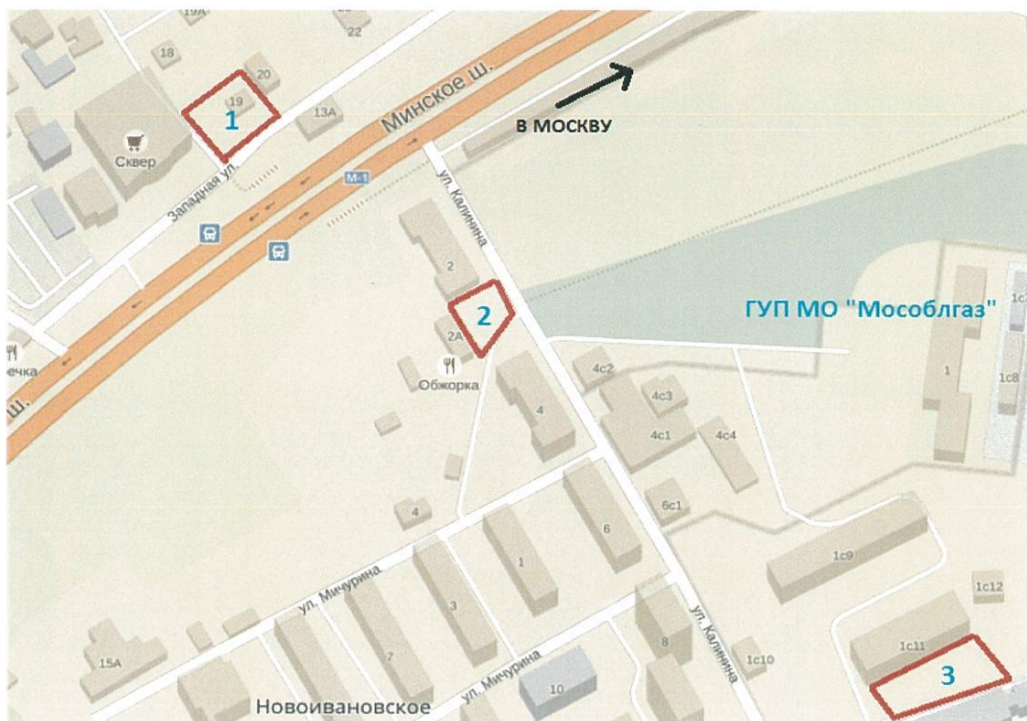 19А
22
18
20
19
1
13А
Сквер
Западная ул.
Минское ш.
В МОСКВУ
М-1
ул. Калинина
2
2
2А
Обжорка
ечка
ш.
ГУП МО "Мособлгаз"
1
1с8
4с2
4с3
4с1
4с4
4
6с1
4
6
1
3
7
ул. Мичурина
15А
1с9
1с12
1с11
3
8
ул. Калинина
1с10
ул. Мичурина
10
Новоивановское